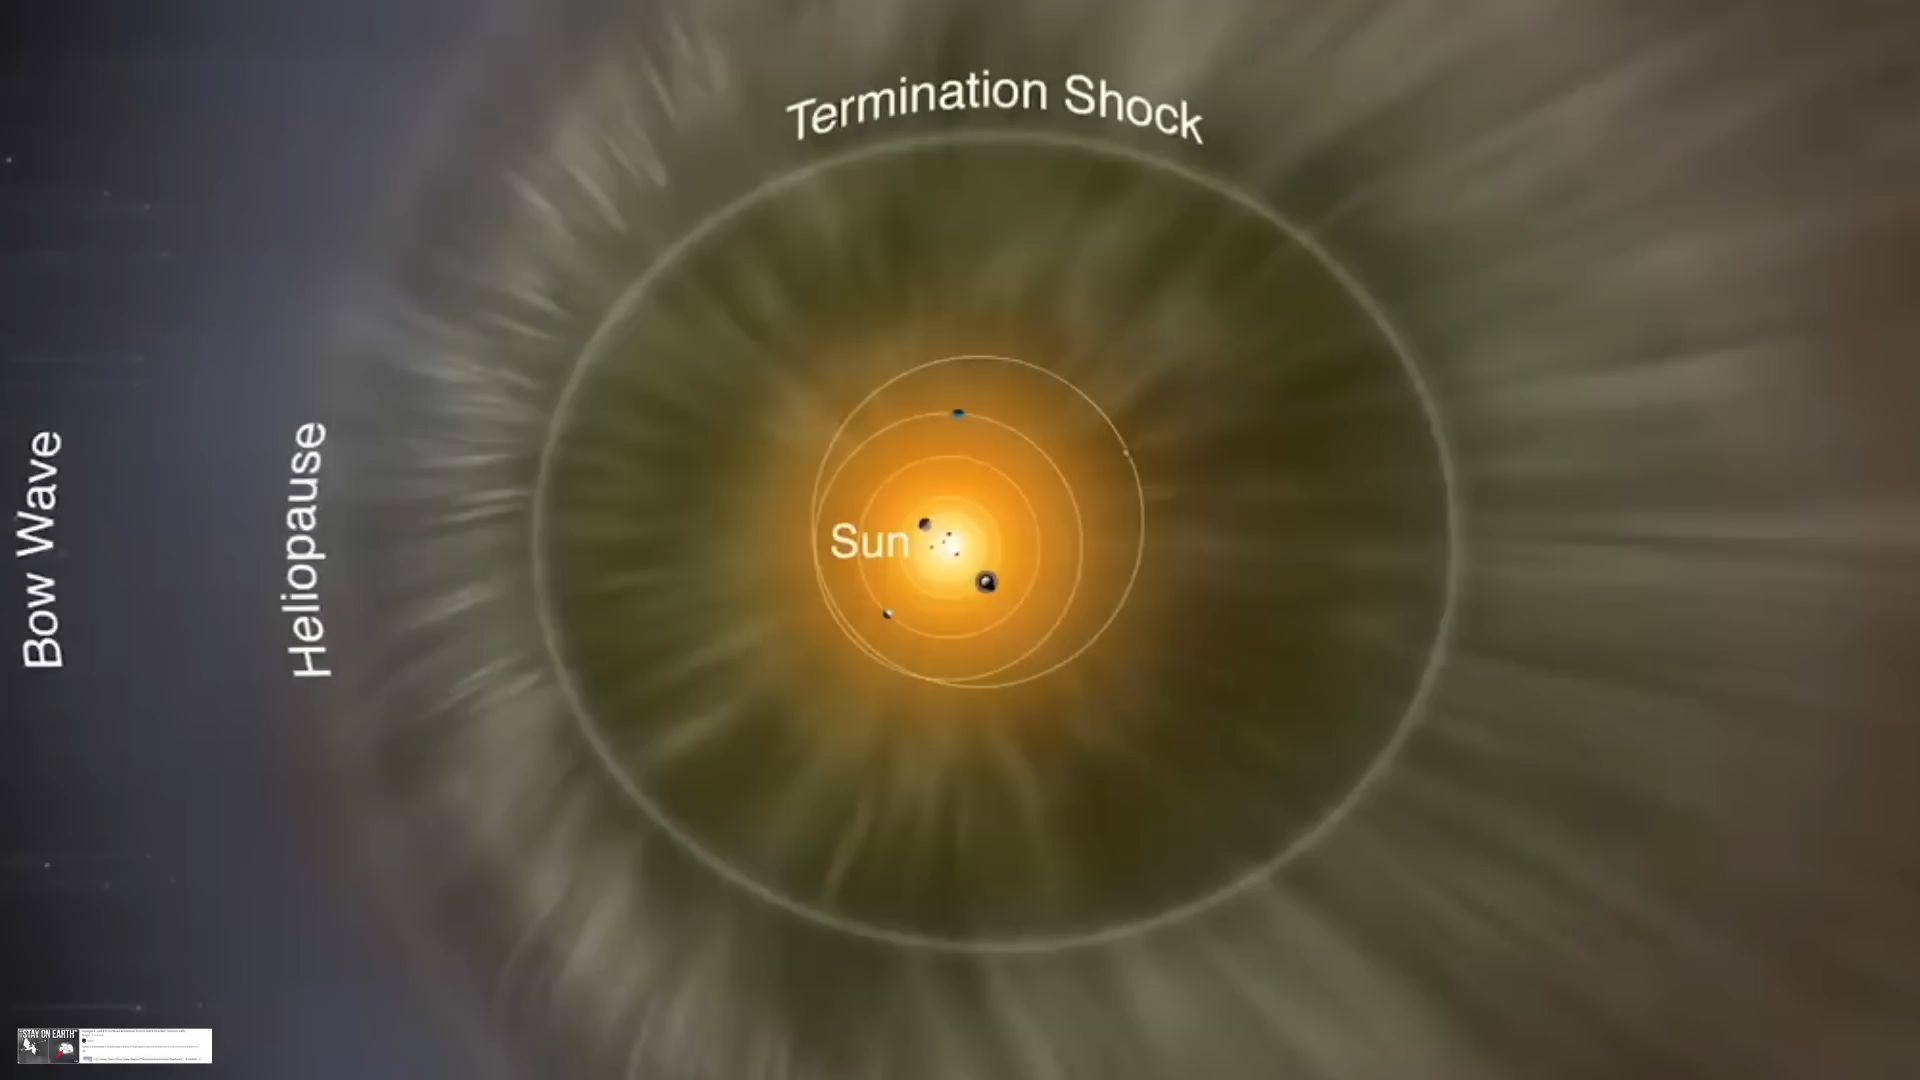 Termination Shock
Bow Wave
Heliopause
Sun
"STAY ON EARTH"